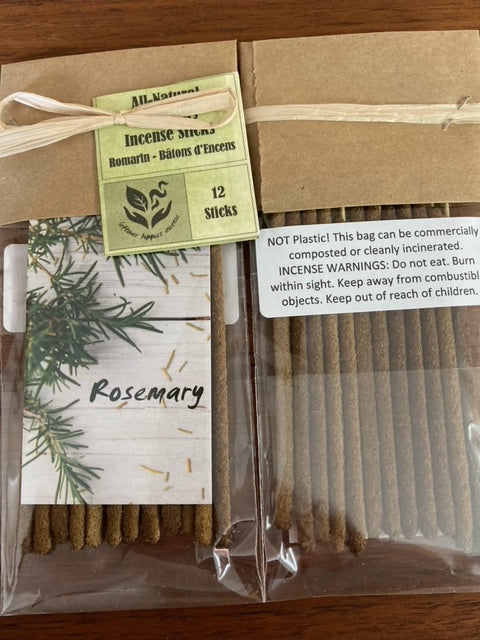 All-Natural
Incense Sticks
Romarin - Bâtons d'Encens
12
Sticks
Rosemary
NOT Plastic! This bag can be commercially
composted or cleanly incinerated.
INCENSE WARNINGS: Do not eat. Burn
within sight. Keep away from combustible
objects. Keep out of reach of children.